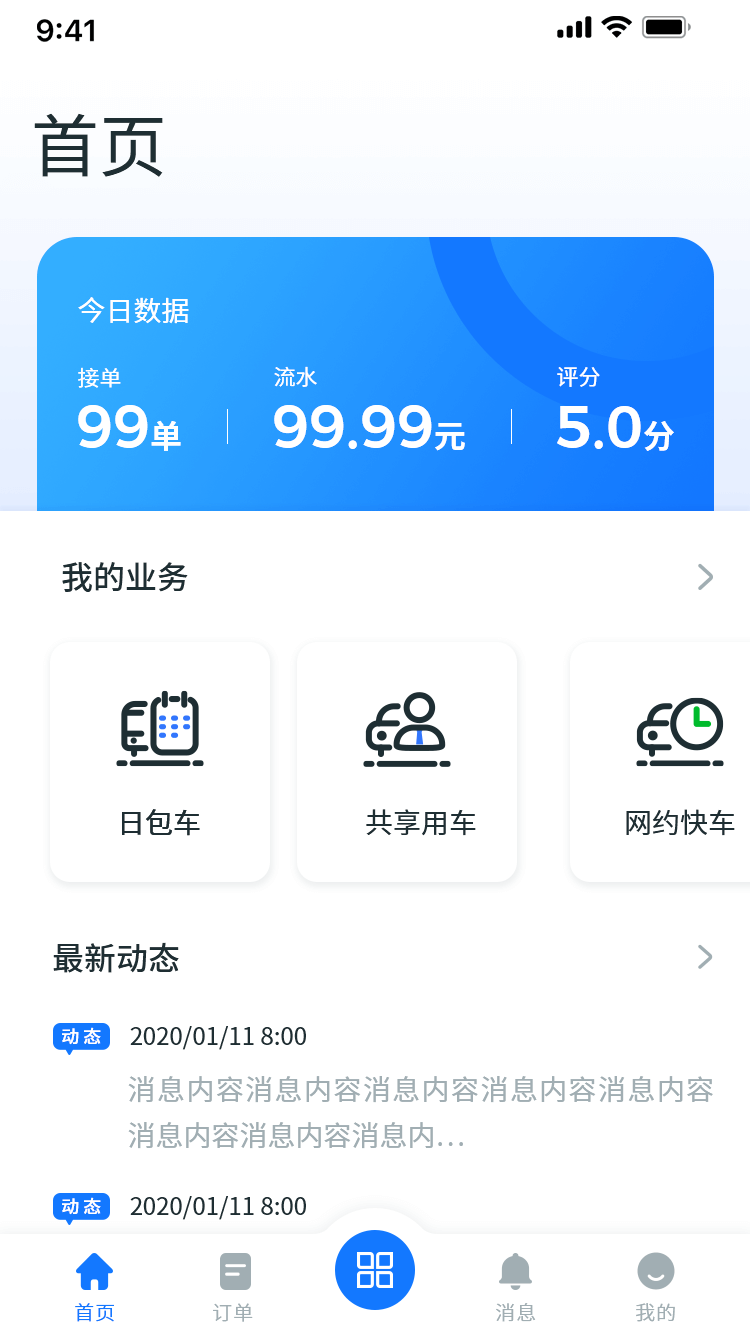 9:41
首页
今日数据
接单 流水 评分
99单 99.99元 5.0分
我的业务
日包车 共享用车 网约快车
最新动态
动态 2020/01/11 8:00
消息内容消息内容消息内容消息内容消息内容
消息内容消息内容消息内...
动态 2020/01/11 8:00
首页 订单 消息 我的